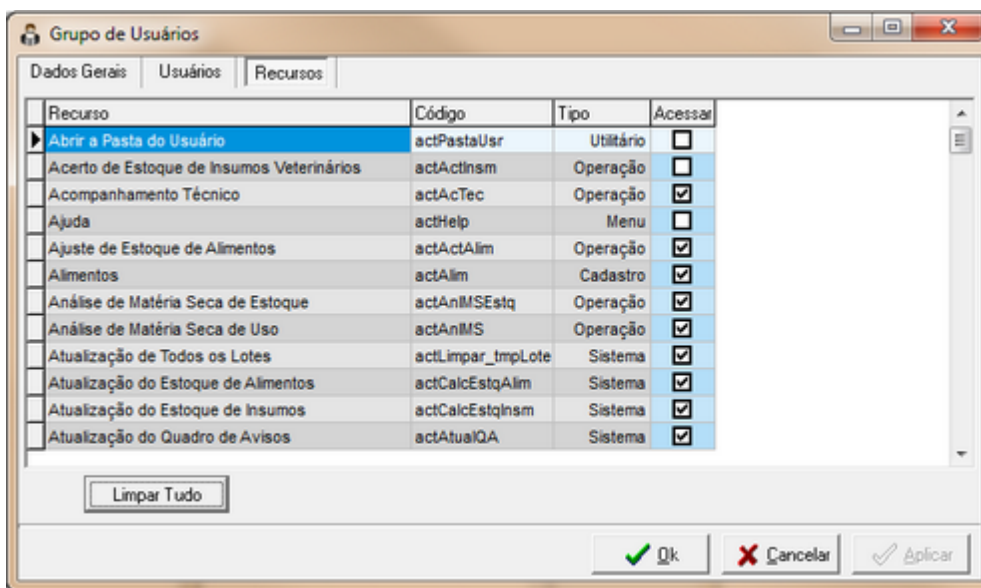 Grupo de Usuários
Dados Gerais Usuários Recursos
Recurso Código Tipo Acessar
Abrir a Pasta do Usuário actPastaUsr Utilitário
Acerto de Estoque de Insumos Veterinários actActInsm Operação
Acompanhamento Técnico actAcTec Operação
Ajuda actHelp Menu
Ajuste de Estoque de Alimentos actActAlim Operação
Alimentos actAlim Cadastro
Análise de Matéria Seca de Estoque actAnlMSEstq Operação
Análise de Matéria Seca de Uso actAnlMS Operação
Atualização de Todos os Lotes actLimpar_tmpLote Sistema
Atualização do Estoque de Alimentos actCalcEstqAlim Sistema
Atualização do Estoque de Insumos actCalcEstqInsm Sistema
Atualização do Quadro de Avisos actAtualQA Sistema
Limpar Tudo
Ok Cancelar Aplicar